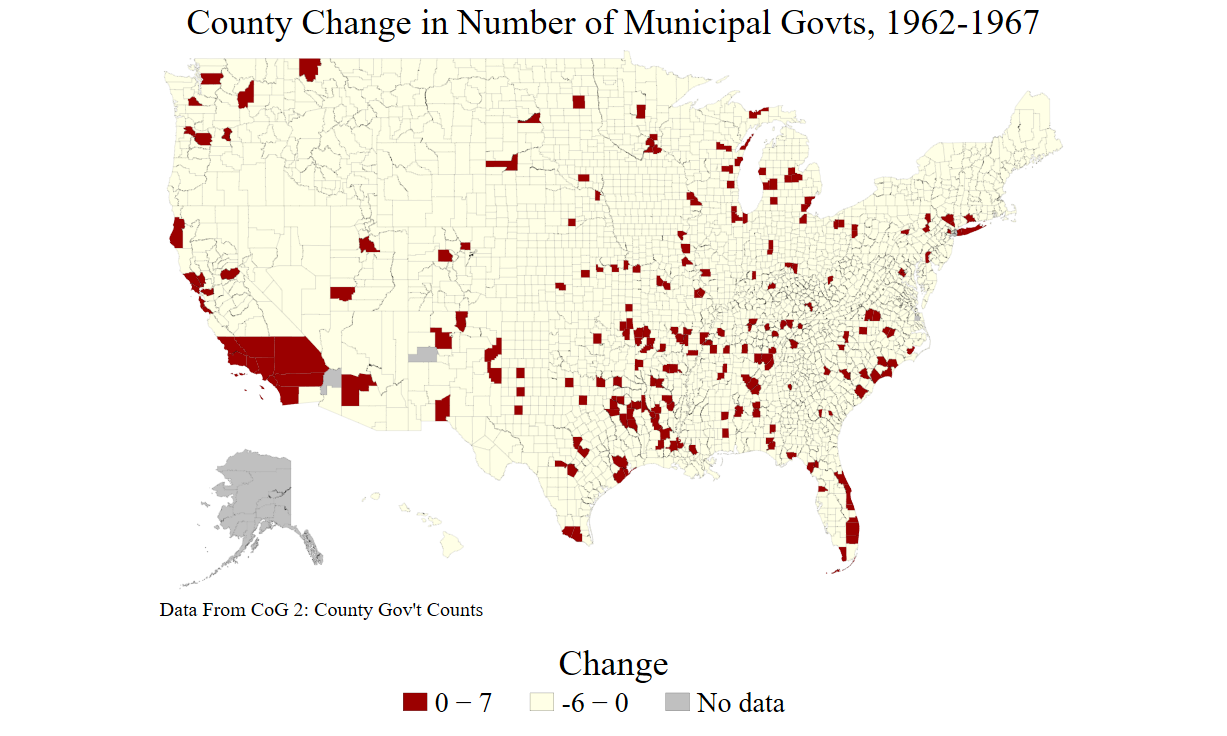 County Change in Number of Municipal Govts, 1962-1967
Data From CoG 2: County Gov't Counts
Change
0 − 7 -6 − 0 No data